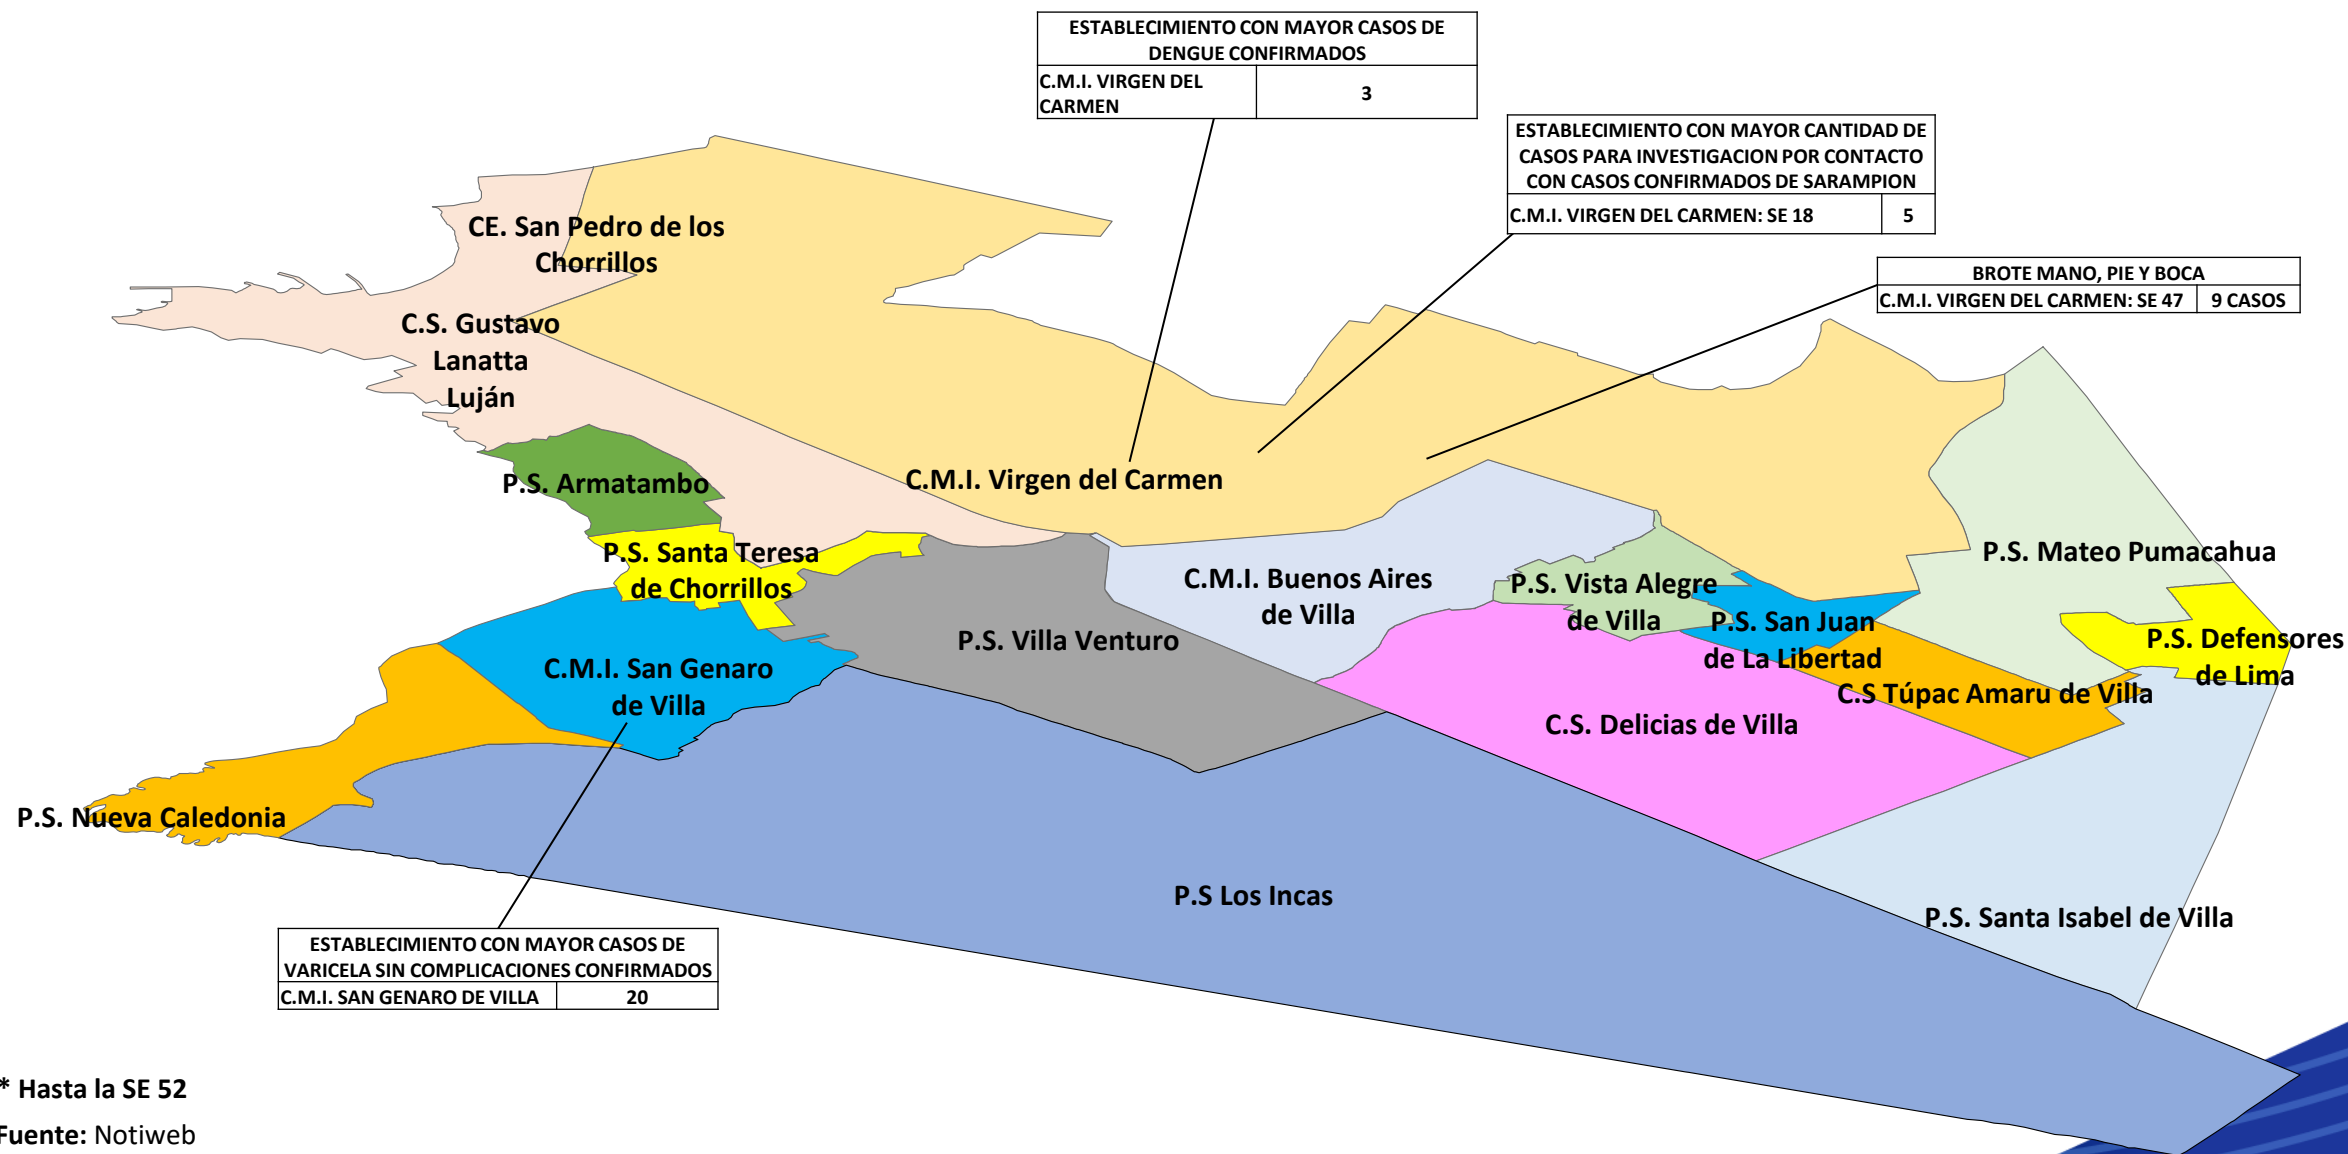 ESTABLECIMIENTO CON MAYOR CASOS DE
DENGUE CONFIRMADOS
C.M.I. VIRGEN DEL
CARMEN
3
ESTABLECIMIENTO CON MAYOR CANTIDAD DE
CASOS PARA INVESTIGACION POR CONTACTO
CON CASOS CONFIRMADOS DE SARAMPION
C.M.I. VIRGEN DEL CARMEN: SE 18 5
BROTE MANO, PIE Y BOCA
C.M.I. VIRGEN DEL CARMEN: SE 47 9 CASOS
CE. San Pedro de los
Chorrillos
C.S. Gustavo
Lanatta
Luján
P.S. Armatambo
C.M.I. Virgen del Carmen
P.S. Santa Teresa
de Chorrillos
C.M.I. Buenos Aires
de Villa
P.S. Vista Alegre
de Villa
P.S. Mateo Pumacahua
P.S. San Juan
de La Libertad
P.S. Defensores
de Lima
P.S. Villa Venturo
C.M.I. San Genaro
de Villa
C.S Túpac Amaru de Villa
C.S. Delicias de Villa
P.S. Nueva Caledonia
P.S Los Incas
P.S. Santa Isabel de Villa
ESTABLECIMIENTO CON MAYOR CASOS DE
VARICELA SIN COMPLICACIONES CONFIRMADOS
C.M.I. SAN GENARO DE VILLA 20
* Hasta la SE 52
Fuente: Notiweb